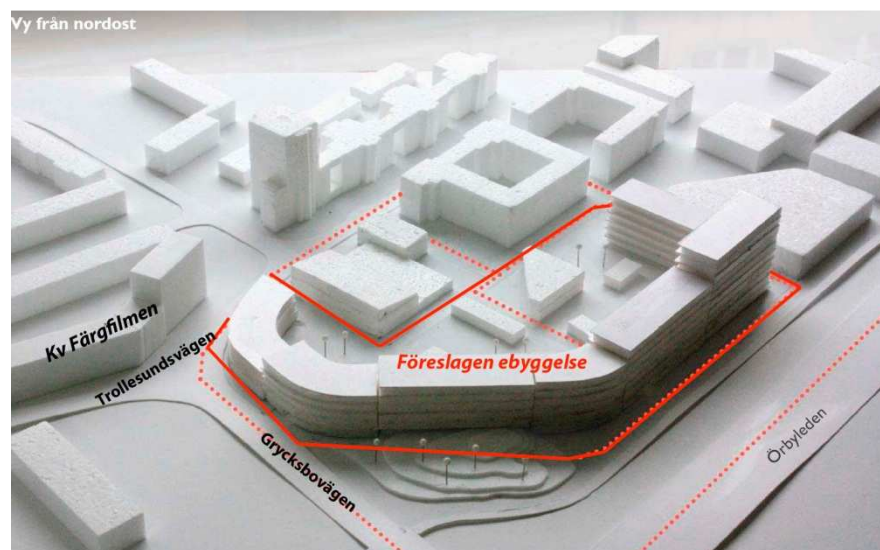 Vy från nordost
Kv Färgfilmen
Trollesundsvägen
Föreslagen ebyggelse
Grycksbovägen
Örbyleden